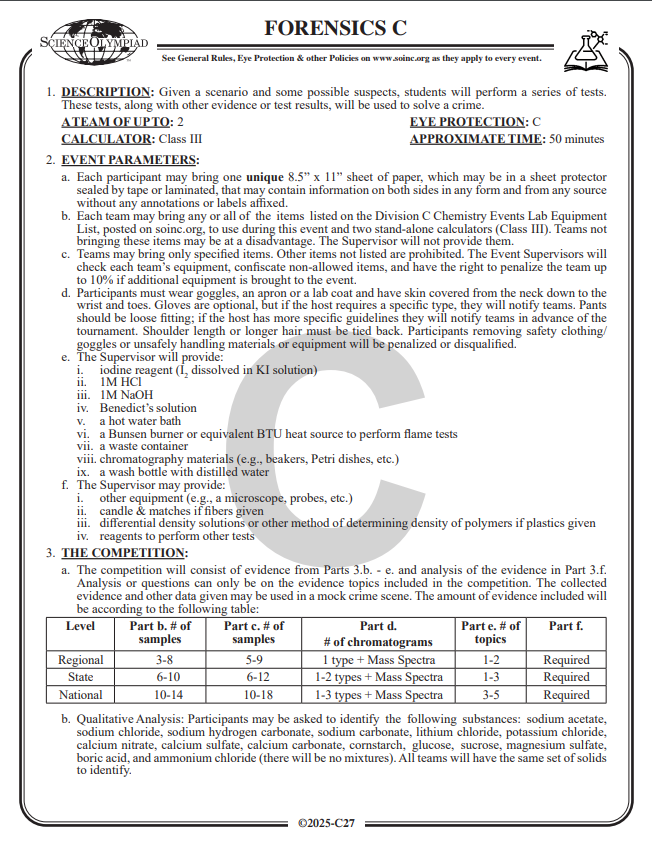 FORENSICS C
SCIENCE OLYMPIAD
See General Rules, Eye Protection & other Policies on www.soinc.org as they apply to every event.
1. DESCRIPTION: Given a scenario and some possible suspects, students will perform a series of tests.
These tests, along with other evidence or test results, will be used to solve a crime.
A TEAM OF UP TO: 2 EYE PROTECTION: C
CALCULATOR: Class III APPROXIMATE TIME: 50 minutes
2. EVENT PARAMETERS:
a. Each participant may bring one unique 8.5” x 11” sheet of paper, which may be in a sheet protector
sealed by tape or laminated, that may contain information on both sides in any form and from any source
without any annotations or labels affixed.
b. Each team may bring any or all of the items listed on the Division C Chemistry Events Lab Equipment
List, posted on soinc.org, to use during this event and two stand-alone calculators (Class III). Teams not
bringing these items may be at a disadvantage. The Supervisor will not provide them.
c. Teams may bring only specified items. Other items not listed are prohibited. The Event Supervisors will
check each team’s equipment, confiscate non-allowed items, and have the right to penalize the team up
to 10% if additional equipment is brought to the event.
d. Participants must wear goggles, an apron or a lab coat and have skin covered from the neck down to the
wrist and toes. Gloves are optional, but if the host requires a specific type, they will notify teams. Pants
should be loose fitting; if the host has more specific guidelines they will notify teams in advance of the
tournament. Shoulder length or longer hair must be tied back. Participants removing safety clothing/
goggles or unsafely handling materials or equipment will be penalized or disqualified.
e. The Supervisor will provide:
i. iodine reagent (I2 dissolved in KI solution)
ii. 1M HCl
iii. 1M NaOH
iv. Benedict’s solution
v. a hot water bath
vi. a Bunsen burner or equivalent BTU heat source to perform flame tests
vii. a waste container
viii. chromatography materials (e.g., beakers, Petri dishes, etc.)
ix. a wash bottle with distilled water
f. The Supervisor may provide:
i. other equipment (e.g., a microscope, probes, etc.)
ii. candle & matches if fibers given
iii. differential density solutions or other method of determining density of polymers if plastics given
iv. reagents to perform other tests
3. THE COMPETITION:
a. The competition will consist of evidence from Parts 3.b. - e. and analysis of the evidence in Part 3.f.
Analysis or questions can only be on the evidence topics included in the competition. The collected
evidence and other data given may be used in a mock crime scene. The amount of evidence included will
be according to the following table:
Level Part b. # of samples Part c. # of samples Part d. # of chromatograms Part e. # of topics Part f.
Regional 3-8 5-9 1 type + Mass Spectra 1-2 Required
State 6-10 6-12 1-2 types + Mass Spectra 1-3 Required
National 10-14 10-18 1-3 types + Mass Spectra 3-5 Required
b. Qualitative Analysis: Participants may be asked to identify the following substances: sodium acetate,
sodium chloride, sodium hydrogen carbonate, sodium carbonate, lithium chloride, potassium chloride,
calcium nitrate, calcium sulfate, calcium carbonate, cornstarch, glucose, sucrose, magnesium sulfate,
boric acid, and ammonium chloride (there will be no mixtures). All teams will have the same set of solids
to identify.
C
©2025-C27